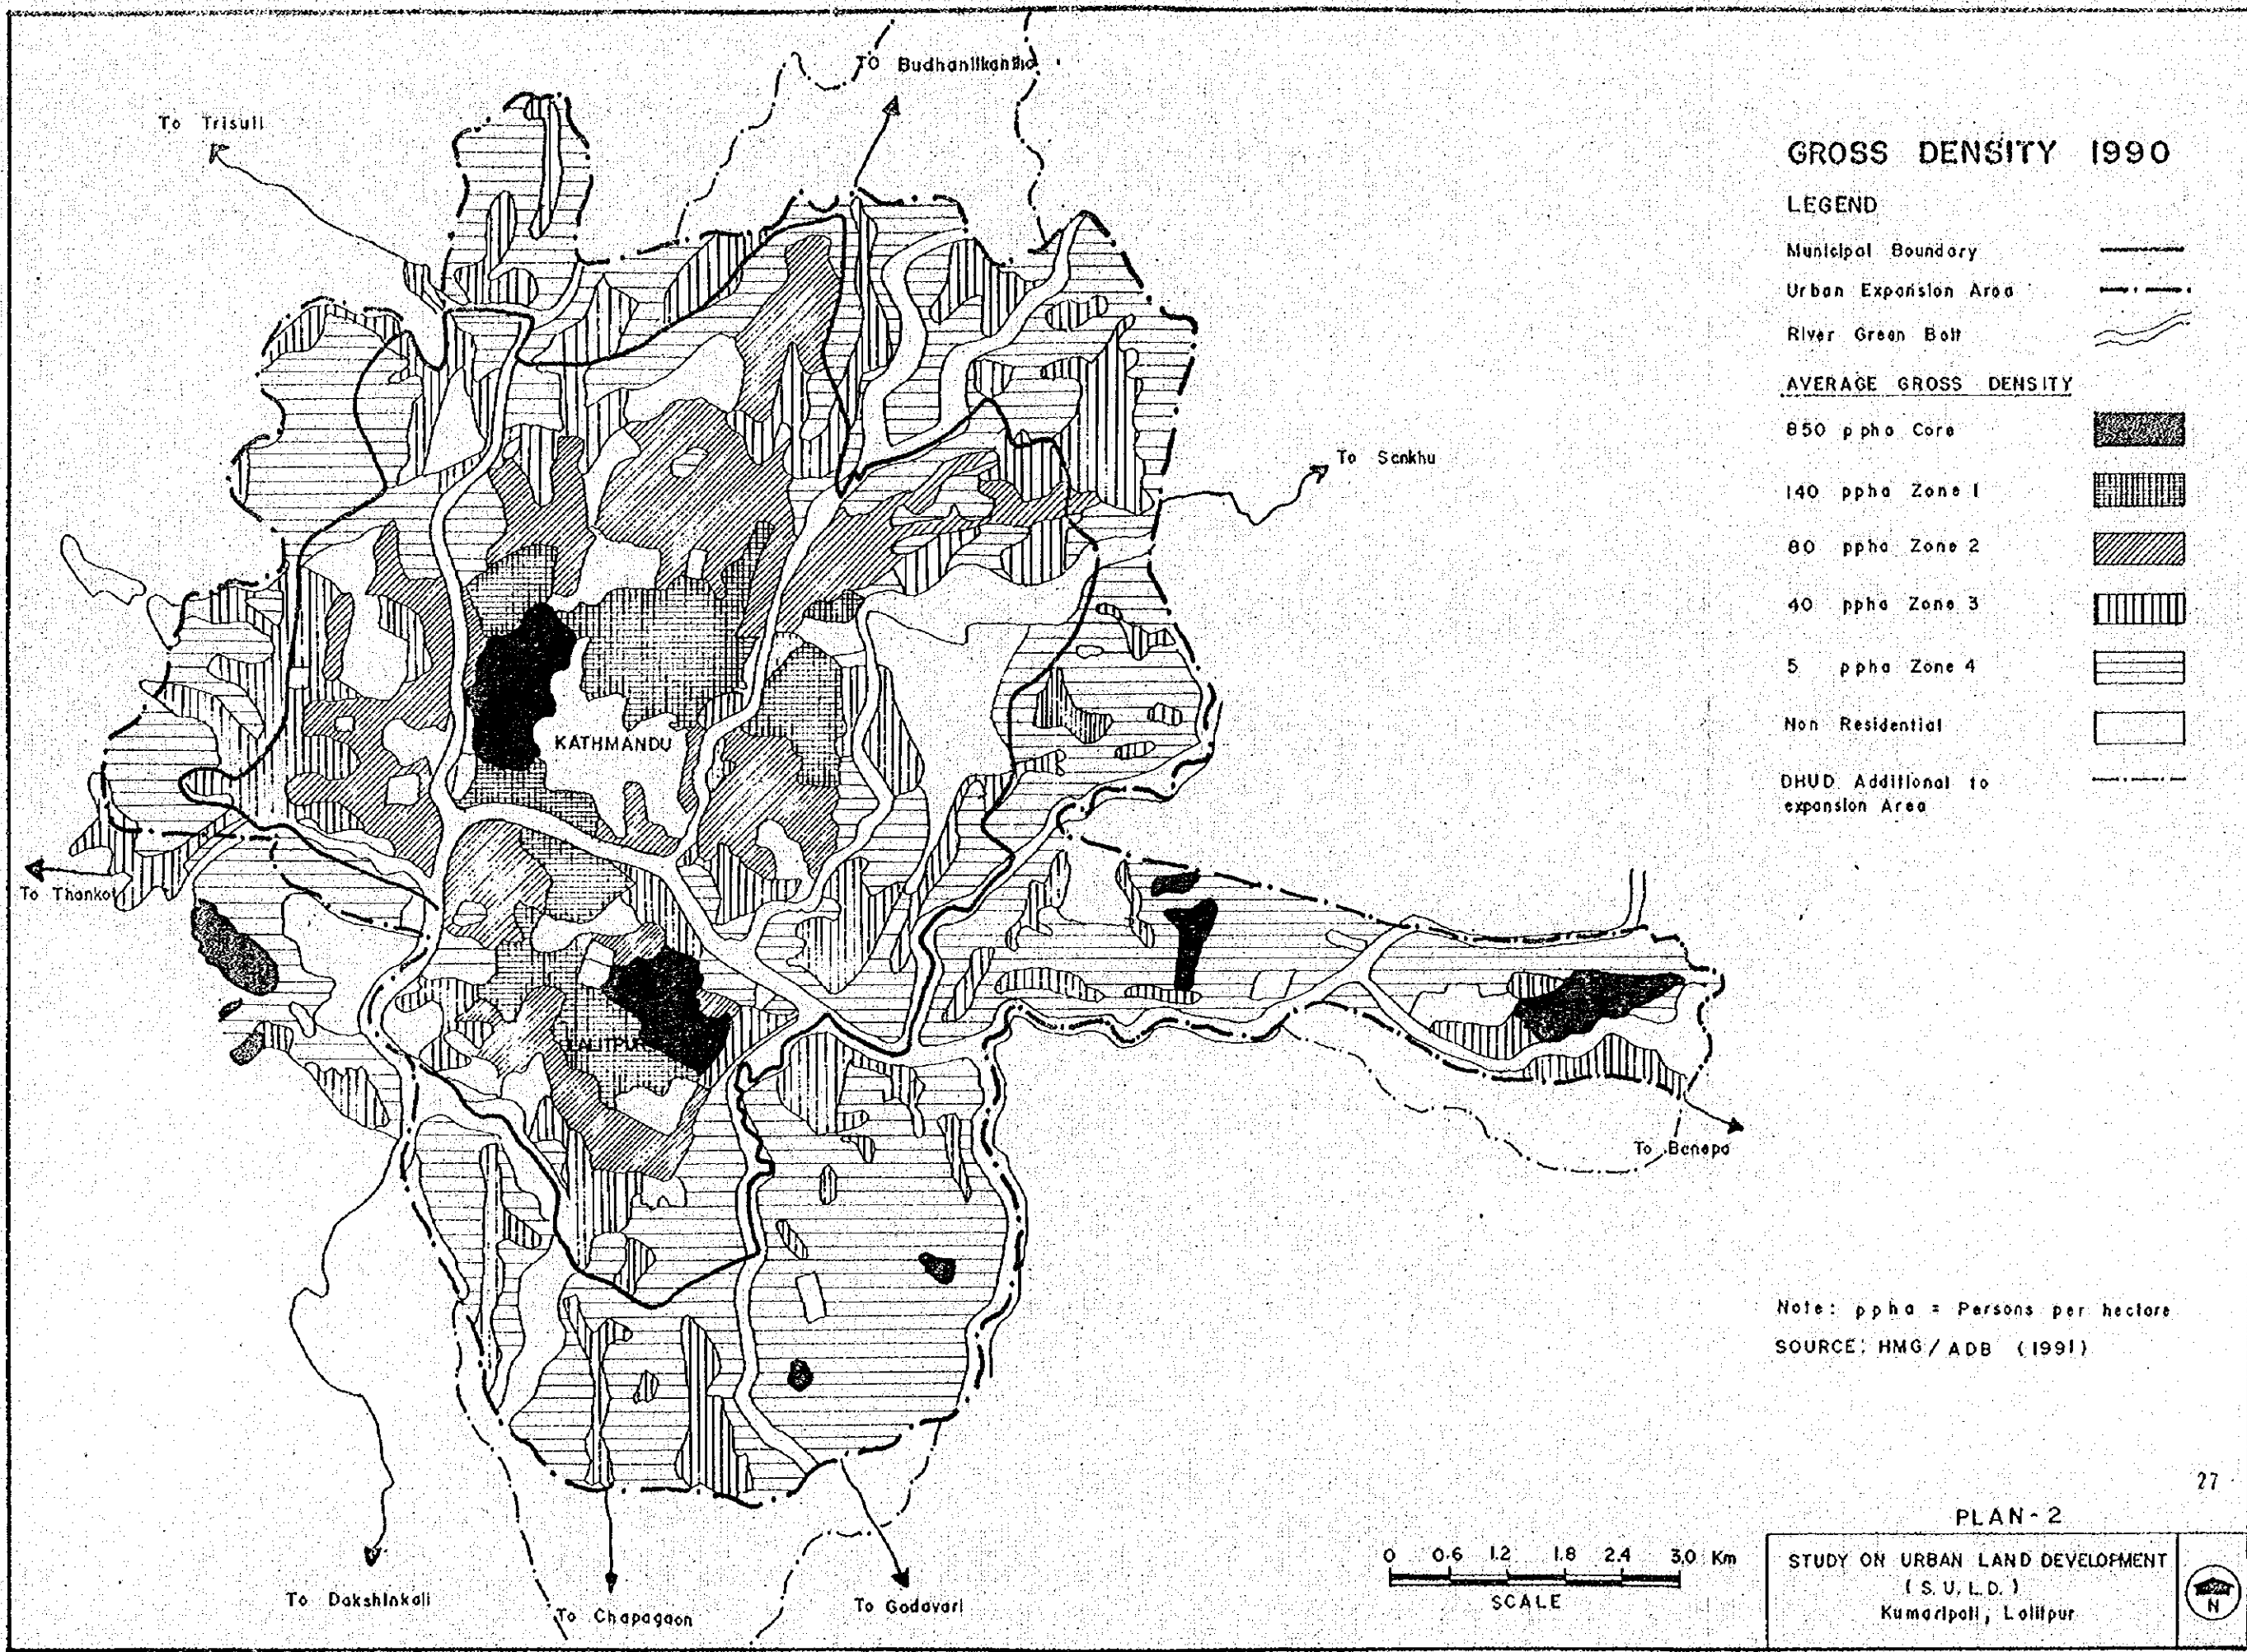 To Budhanilkantha
To Trisuli
GROSS DENSITY 1990
LEGEND
Municipal Boundary
Urban Expansion Area
River Green Belt
AVERAGE GROSS DENSITY
850 ppha Core
140 ppha Zone 1
80 ppha Zone 2
40 ppha Zone 3
5 ppha Zone 4
Non Residential
DHUD Additional to
expansion Area
To Sankhu
KATHMANDU
To Thankot
LALITPUR
To Banepa
Note: ppha = Persons per hectare
SOURCE: HMG/ADB (1991)
27
PLAN-2
0 0.6 1.2 1.8 2.4 3.0 Km
SCALE
STUDY ON URBAN LAND DEVELOPMENT
(S.U.L.D.)
Kumaripati, Lalitpur
N
To Dakshinkali
To Chapagaon
To Godavari